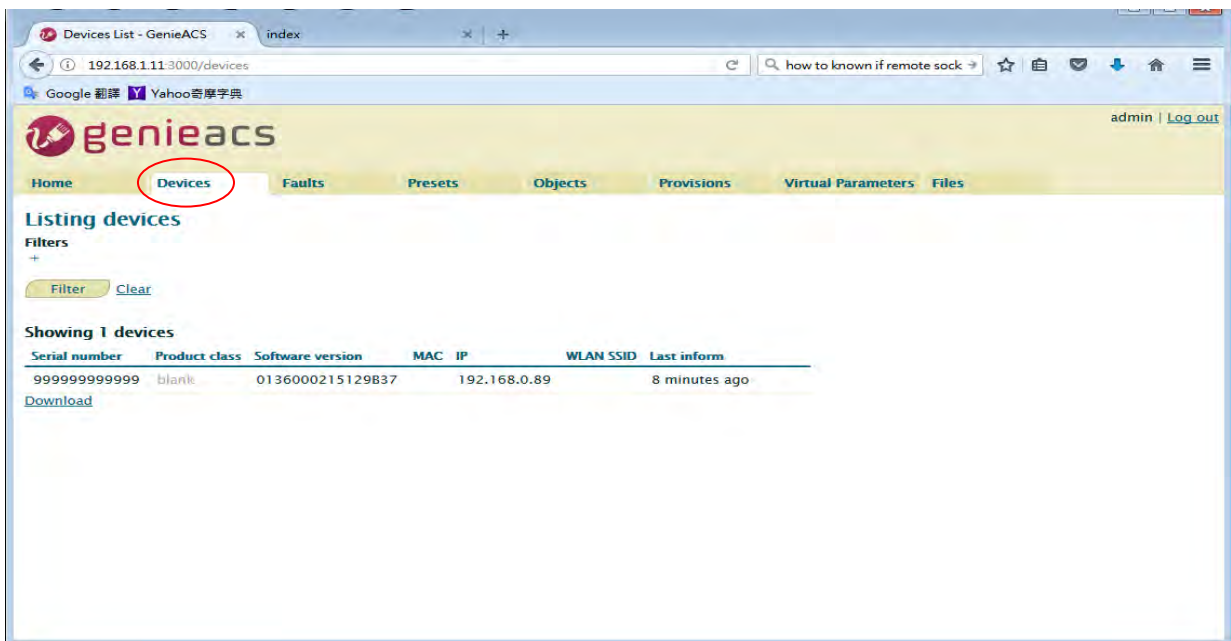 Devices List - GenieACS × index × +
192.168.1.11:3000/devices how to known if remote sock
Google 翻譯 Yahoo奇摩字典
genieacs admin | Log out
Home Devices Faults Presets Objects Provisions Virtual Parameters Files
Listing devices
Filters
+
Filter Clear
Showing 1 devices
Serial number Product class Software version MAC IP WLAN SSID Last inform
999999999999 blank 0136000215129B37 192.168.0.89 8 minutes ago
Download